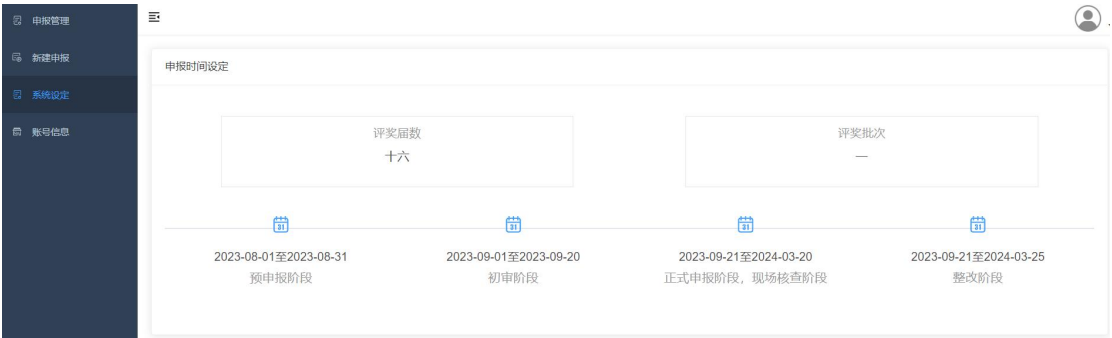 申报管理
新建申报
系统设定
账号信息
申报时间设定
评奖届数
十六
评奖批次
一
31
31
31
31
2023-08-01至2023-08-31
预申报阶段
2023-09-01至2023-09-20
初审阶段
2023-09-21至2024-03-20
正式申报阶段，现场核查阶段
2023-09-21至2024-03-25
整改阶段